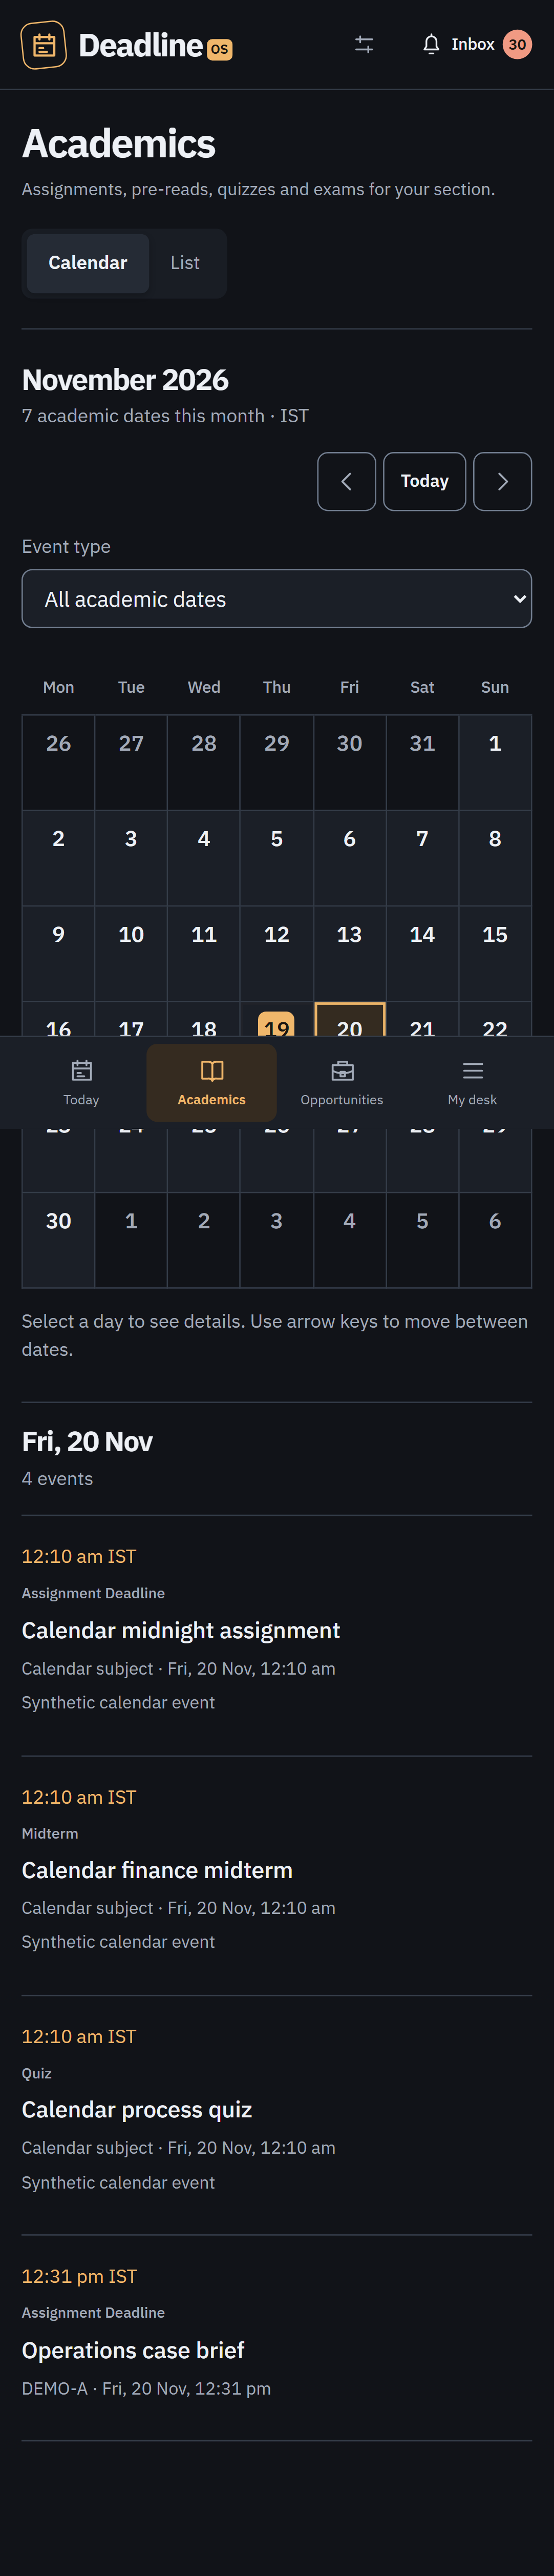 Deadline OS
Inbox 30
Academics
Assignments, pre-reads, quizzes and exams for your section.
Calendar List
November 2026
7 academic dates this month · IST
Today
Event type
All academic dates
Mon Tue Wed Thu Fri Sat Sun
26 27 28 29 30 31 1
2 3 4 5 6 7 8
9 10 11 12 13 14 15
16 17 18 19 20 21 22
Today Academics Opportunities My desk
30 1 2 3 4 5 6
Select a day to see details. Use arrow keys to move between
dates.
Fri, 20 Nov
4 events
12:10 am IST
Assignment Deadline
Calendar midnight assignment
Calendar subject · Fri, 20 Nov, 12:10 am
Synthetic calendar event
12:10 am IST
Midterm
Calendar finance midterm
Calendar subject · Fri, 20 Nov, 12:10 am
Synthetic calendar event
12:10 am IST
Quiz
Calendar process quiz
Calendar subject · Fri, 20 Nov, 12:10 am
Synthetic calendar event
12:31 pm IST
Assignment Deadline
Operations case brief
DEMO-A · Fri, 20 Nov, 12:31 pm